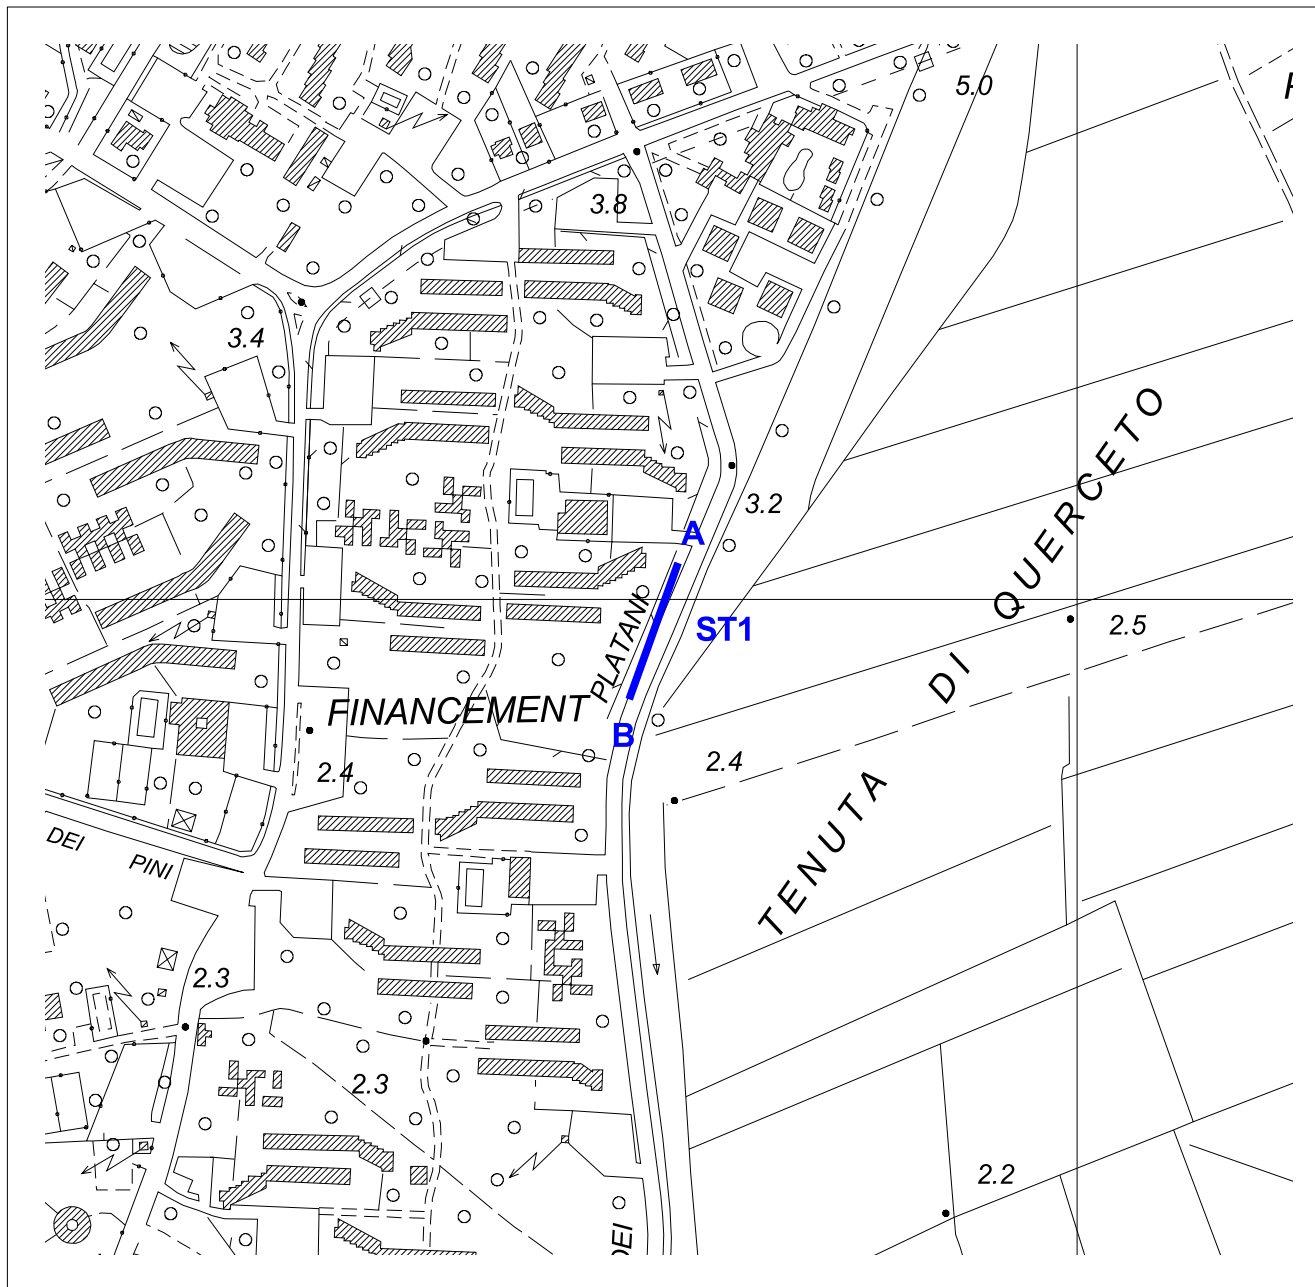 5.0
3.8
3.4
3.2
A
ST1
2.5
PLATANI
FINANCEMENT
B
2.4
2.4
TENUTA DI QUERCETO
DEI PINI
2.3
2.3
2.2
DEI